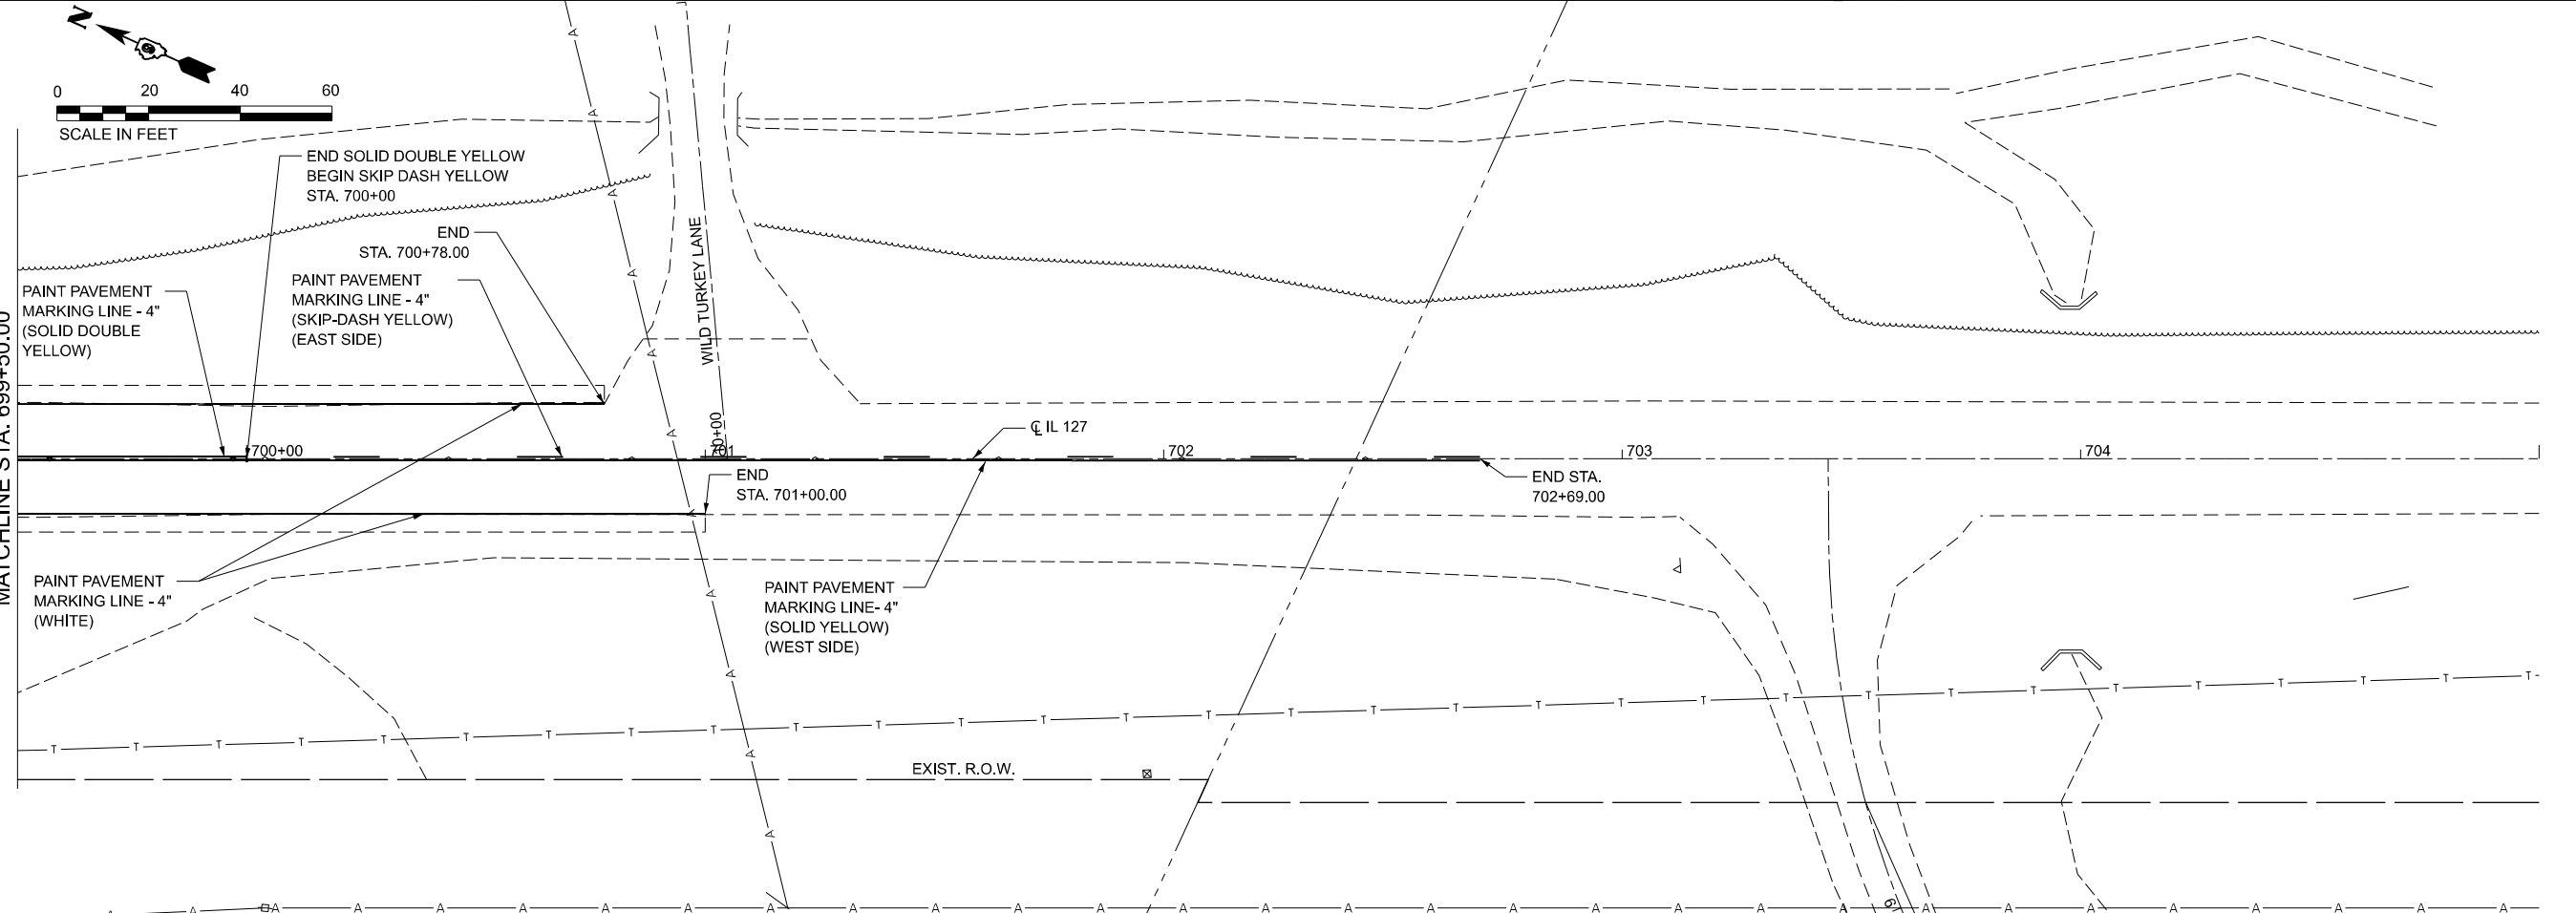 N
0 20 40 60
SCALE IN FEET
END SOLID DOUBLE YELLOW
BEGIN SKIP DASH YELLOW
STA. 700+00
END
STA. 700+78.00
PAINT PAVEMENT
MARKING LINE - 4"
(SOLID DOUBLE
YELLOW)
PAINT PAVEMENT
MARKING LINE - 4"
(SKIP-DASH YELLOW)
(EAST SIDE)
WILD TURKEY LANE
MATCHLINE STA. 699+50.00
700+00
701
702
703
704
℄ IL 127
END
STA. 701+00.00
END STA.
702+69.00
PAINT PAVEMENT
MARKING LINE - 4"
(WHITE)
PAINT PAVEMENT
MARKING LINE- 4"
(SOLID YELLOW)
(WEST SIDE)
A A A A A A A A A A A A
T T T T T T T T T T T T T T T T T T T
EXIST. R.O.W.
A A A A A A A A A A A A A A A A A A A A A A A A A A A A A A